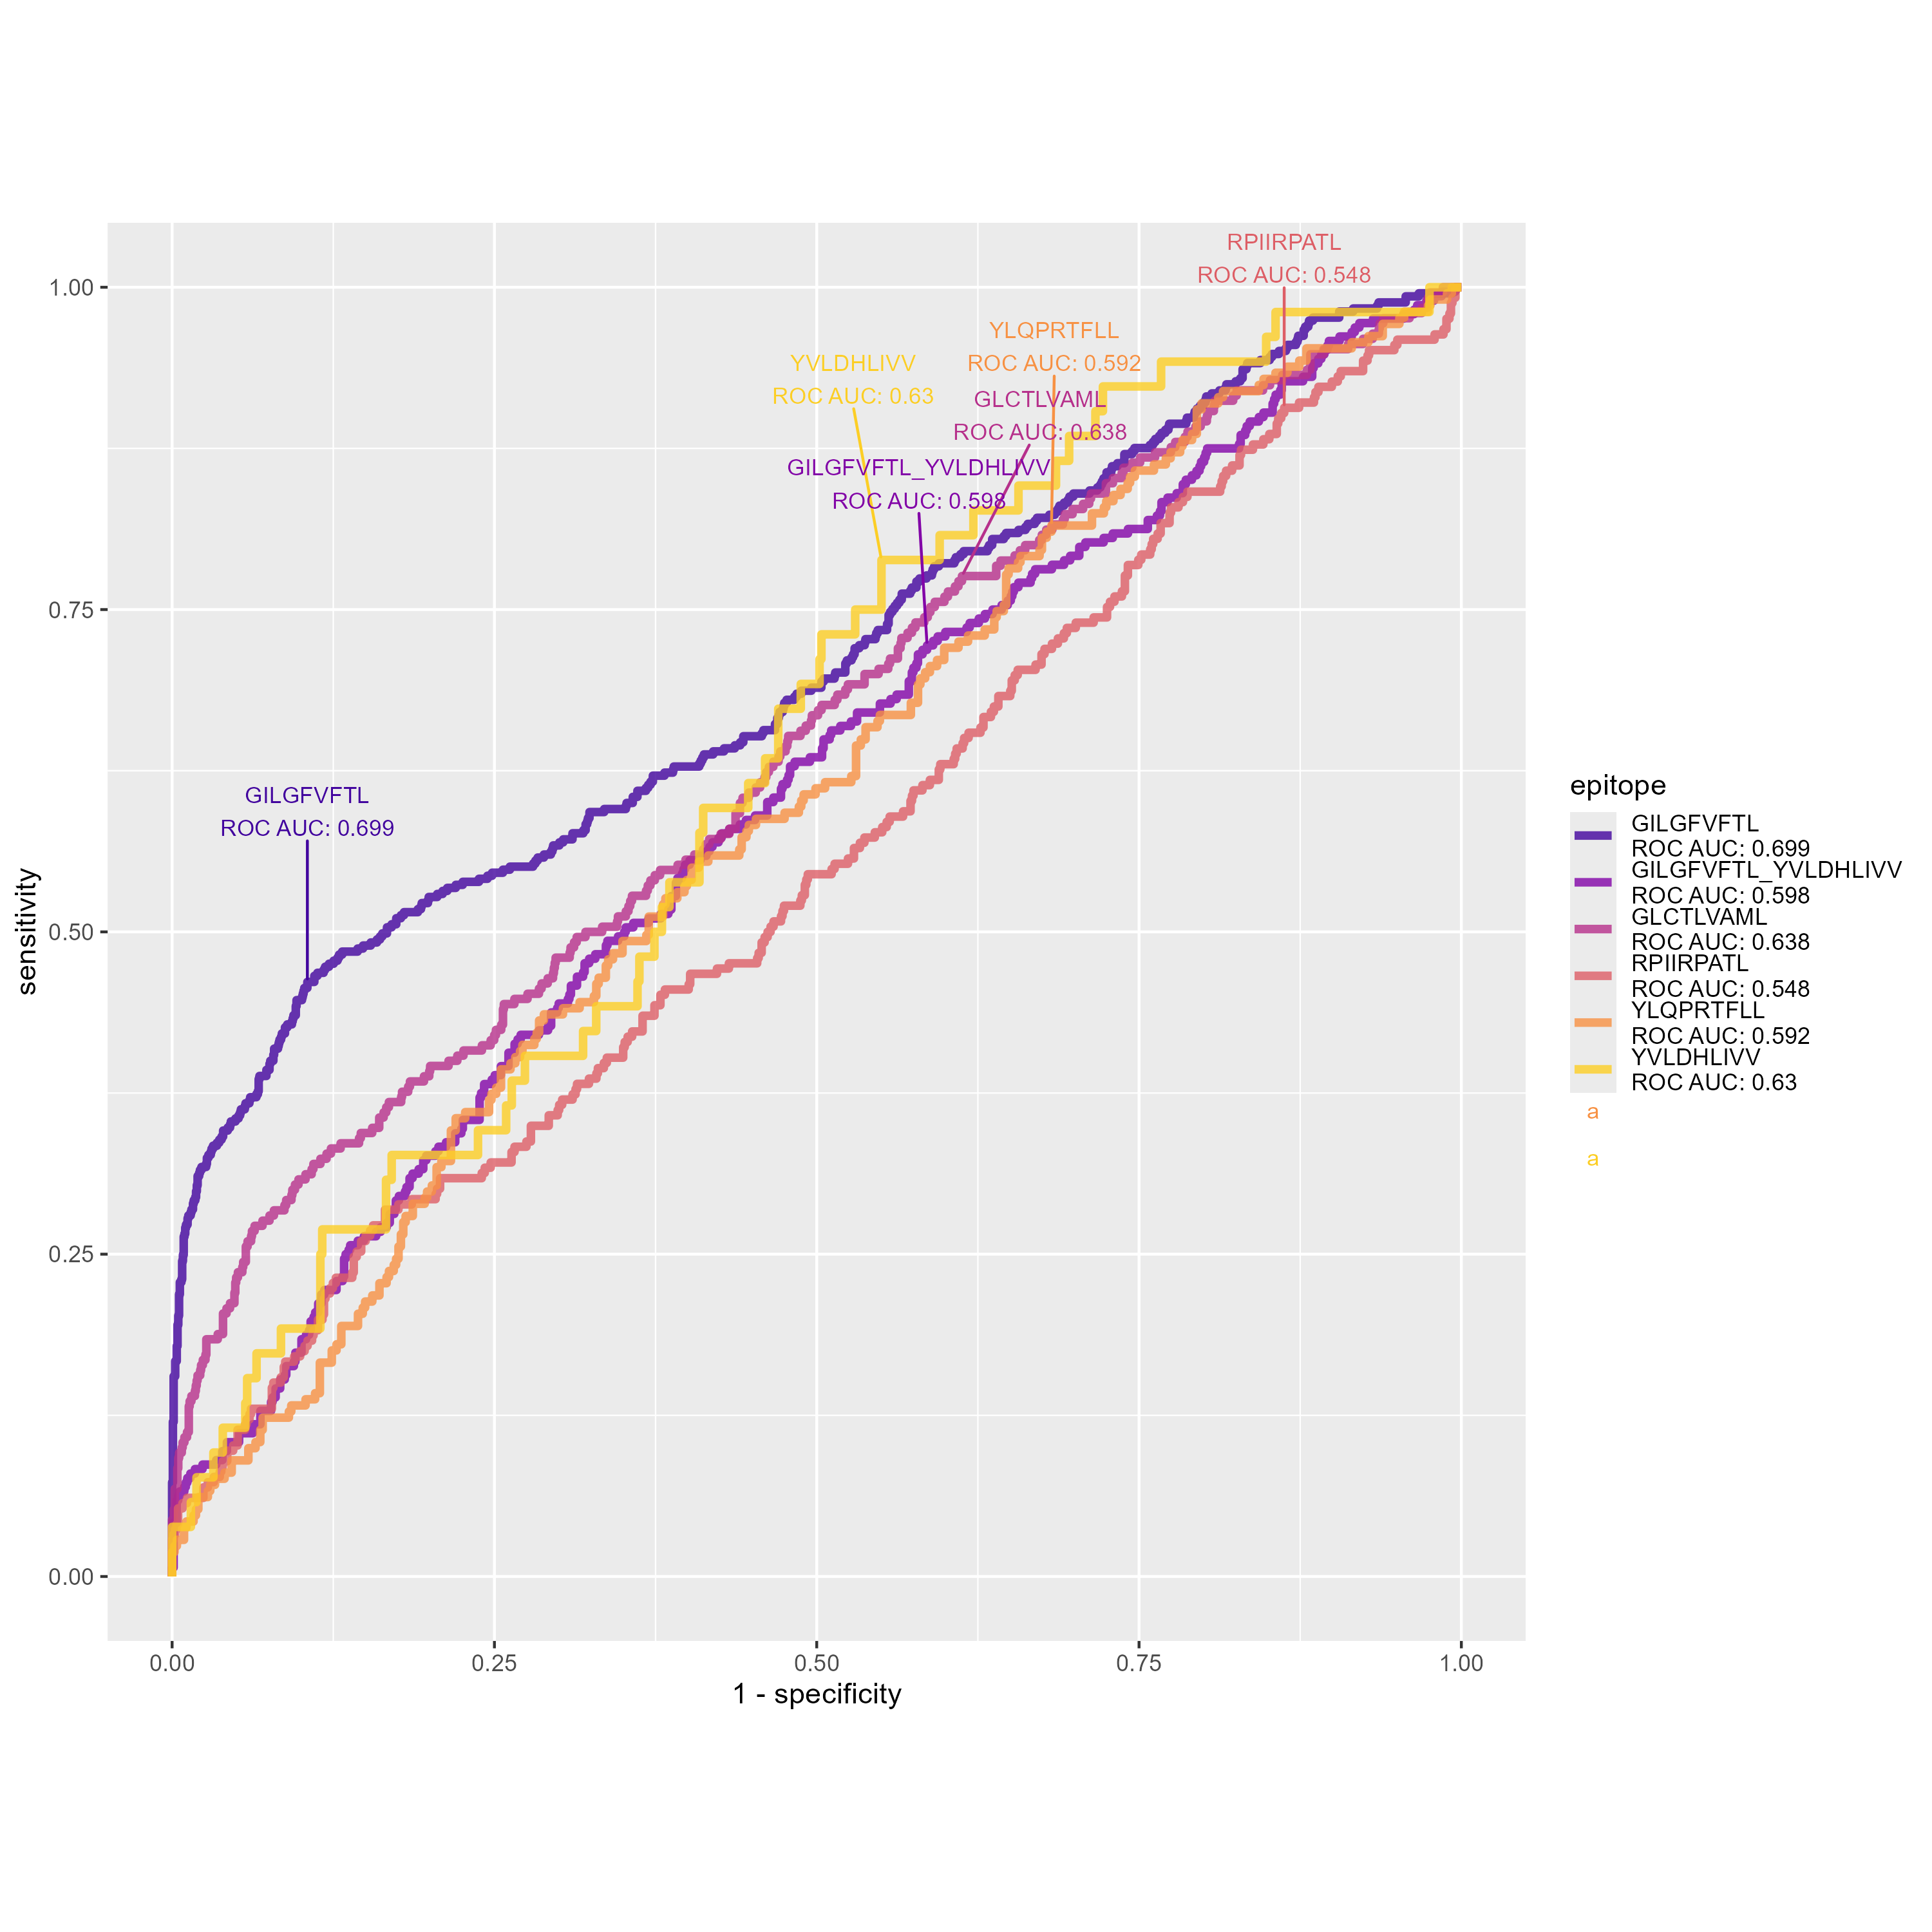 RPIIRPATL
ROC AUC: 0.548
YLQPRTFLL
ROC AUC: 0.592
YVLDHLIVV
ROC AUC: 0.63
GLCTLVAML
ROC AUC: 0.638
GILGFVFTL_YVLDHLIVV
ROC AUC: 0.598
GILGFVFTL
ROC AUC: 0.699
1.00
0.75
0.50
0.25
0.00
sensitivity
0.00
0.25
0.50
0.75
1.00
1 - specificity
epitope
GILGFVFTL
ROC AUC: 0.699
GILGFVFTL_YVLDHLIVV
ROC AUC: 0.598
GLCTLVAML
ROC AUC: 0.638
RPIIRPATL
ROC AUC: 0.548
YLQPRTFLL
ROC AUC: 0.592
YVLDHLIVV
ROC AUC: 0.63
a
a